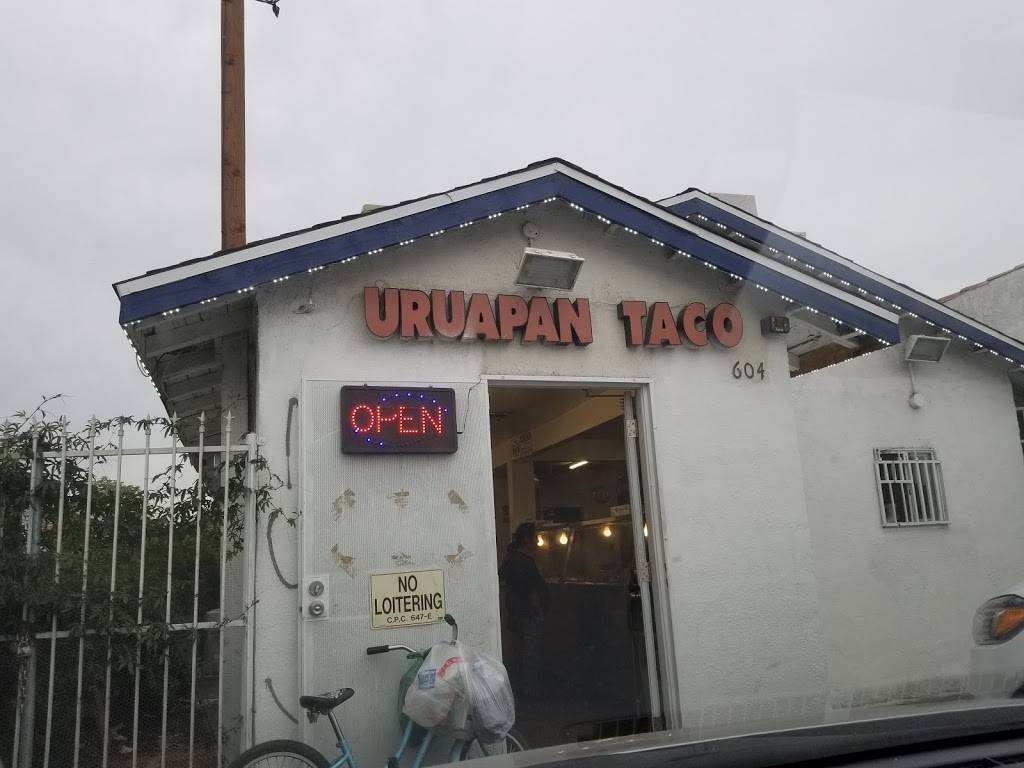 URUAPAN TACO
604
OPEN
NO
LOITERING
C.P.C. 647-E